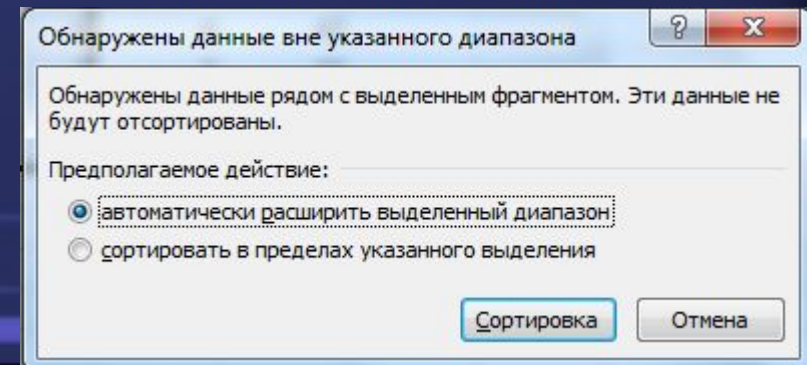 Обнаружены данные вне указанного диапазона
Обнаружены данные рядом с выделенным фрагментом. Эти данные не
будут отсортированы.
Предполагаемое действие:
автоматически расширить выделенный диапазон
сортировать в пределах указанного выделения
Сортировка Отмена